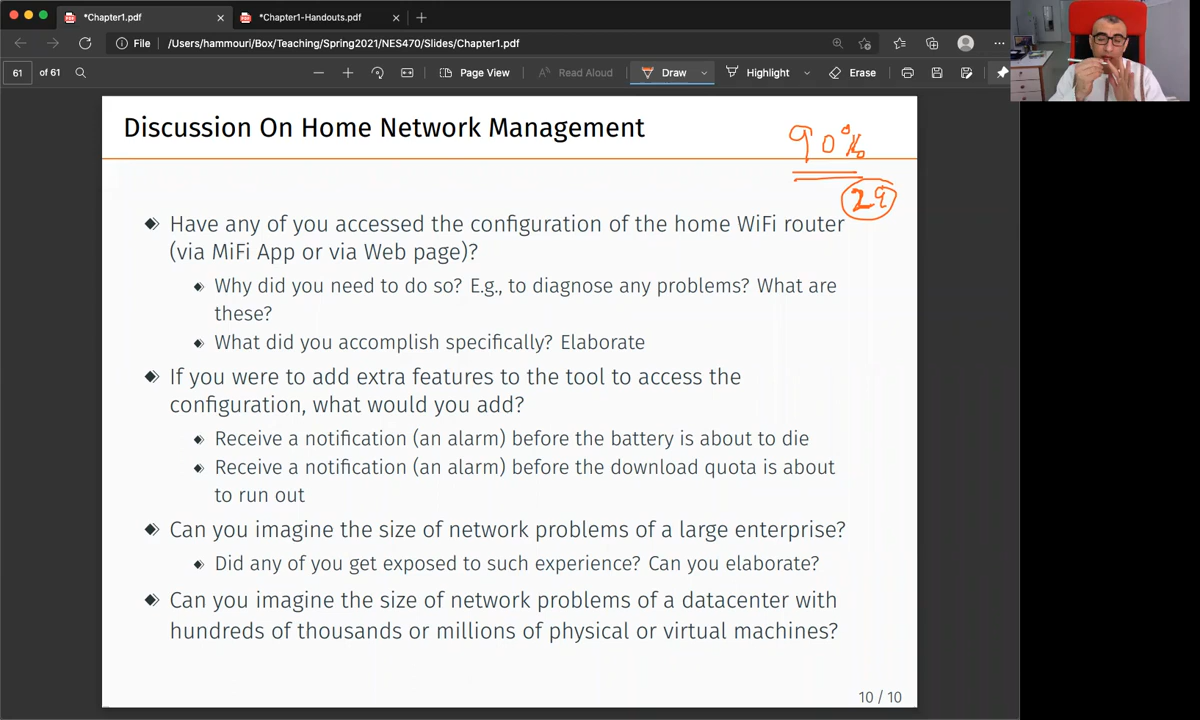 *Chapter1.pdf
*Chapter1-Handouts.pdf
File /Users/hammouri/Box/Teaching/Spring2021/NES470/Slides/Chapter1.pdf
61 of 61 Page View Read Aloud Draw Highlight Erase
Discussion On Home Network Management
90%
29
Have any of you accessed the configuration of the home WiFi router
(via MiFi App or via Web page)?
Why did you need to do so? E.g., to diagnose any problems? What are
these?
What did you accomplish specifically? Elaborate
If you were to add extra features to the tool to access the
configuration, what would you add?
Receive a notification (an alarm) before the battery is about to die
Receive a notification (an alarm) before the download quota is about
to run out
Can you imagine the size of network problems of a large enterprise?
Did any of you get exposed to such experience? Can you elaborate?
Can you imagine the size of network problems of a datacenter with
hundreds of thousands or millions of physical or virtual machines?
10 / 10